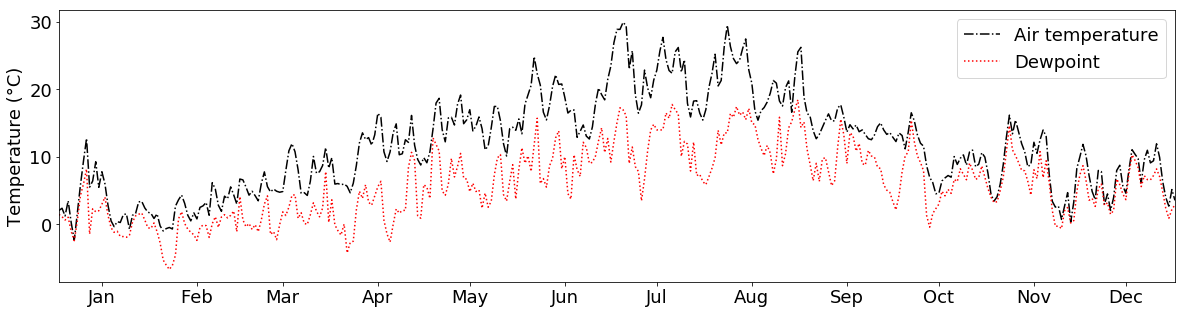 30
20
10
0
Temperature (°C)
Air temperature
Dewpoint
Jan Feb Mar Apr May Jun Jul Aug Sep Oct Nov Dec